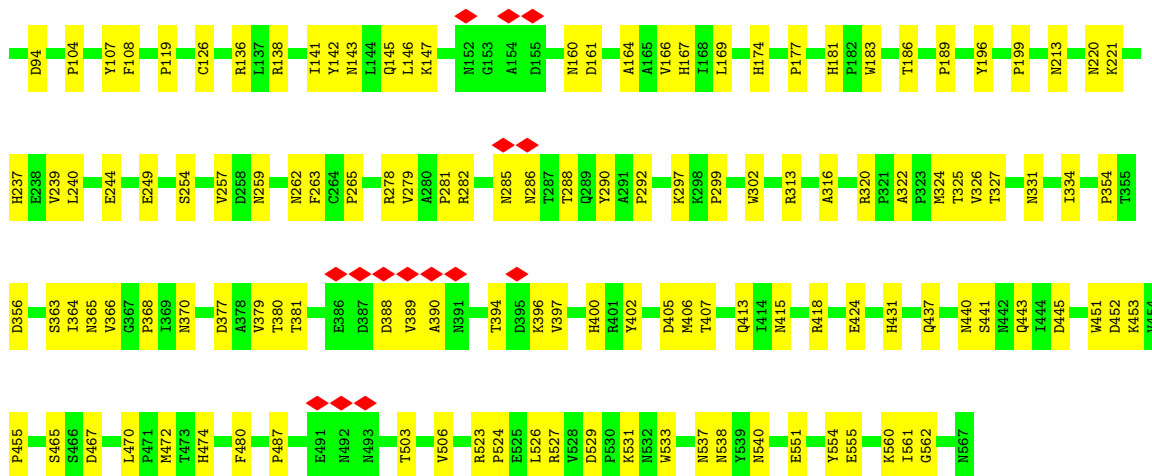 D94 P104 Y107 F108 P119 C126 R136 L137 R138 I141 Y142 N143 L144 Q145 L146 K147 N152 G153 A154 D155 N160 D161 A164 A165 V166 H167 I168 L169 H174 P177 H181 P182 W183 T186 P189 Y196 P199 N213 N220 K221
H237 E238 V239 L240 E244 E249 S254 V257 D258 N259 N262 F263 C264 P265 R278 V279 A280 P281 R282 N285 N286 T287 T288 Q289 Y290 A291 P292 K297 K298 P299 W302 R313 A316 R320 P321 A322 P323 M324 T325 V326 T327 N331 I334 P354 T355
D356 S363 I364 N365 V366 G367 P368 I369 N370 D377 A378 V379 T380 T381 E386 D387 D388 V389 A390 N391 T394 D395 K396 V397 H400 R401 Y402 D405 M406 T407 Q413 I414 N415 R418 E424 H431 Q437 N440 S441 N442 Q443 I444 D445 W451 D452 K453
P455 S465 S466 D467 L470 P471 M472 T473 H474 F480 P487 E491 N492 N493 T503 V506 R523 P524 E525 L526 V528 D529 P530 K531 N532 W533 N537 N538 Y539 N540 E551 Y554 E555 K560 I561 G562 N567